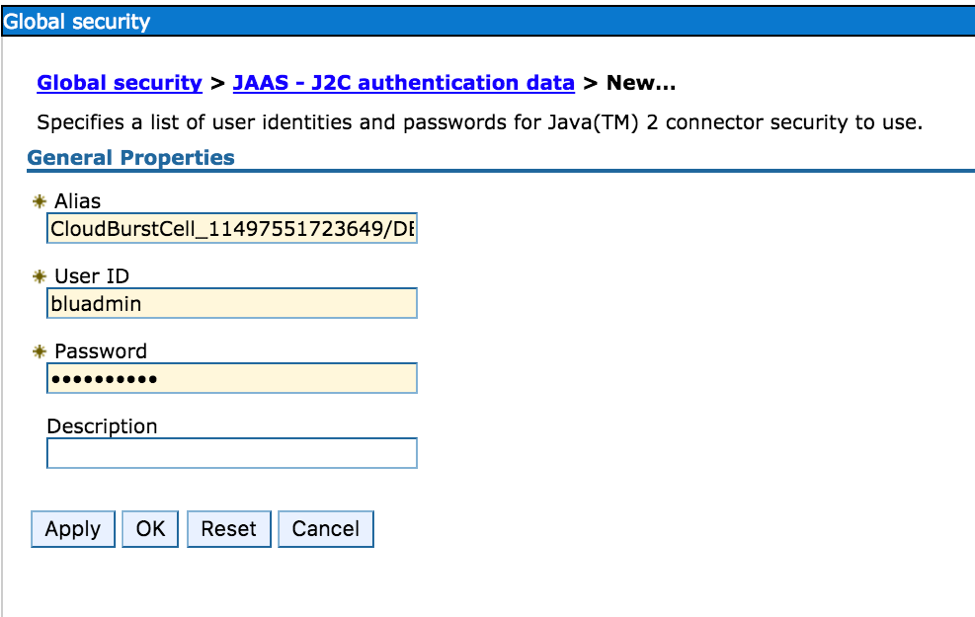 Global security
Global security > JAAS - J2C authentication data > New...
Specifies a list of user identities and passwords for Java(TM) 2 connector security to use.
General Properties
Alias
CloudBurstCell_11497551723649/DB
User ID
bluadmin
Password
••••••••••
Description
Apply OK Reset Cancel